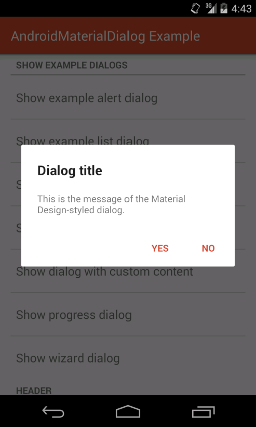 4:43
AndroidMaterialDialog Example
SHOW EXAMPLE DIALOGS
Show example alert dialog
Show example list dialog
Dialog title
This is the message of the Material
Design-styled dialog.
YES NO
Show dialog with custom content
Show progress dialog
Show wizard dialog
HEADER